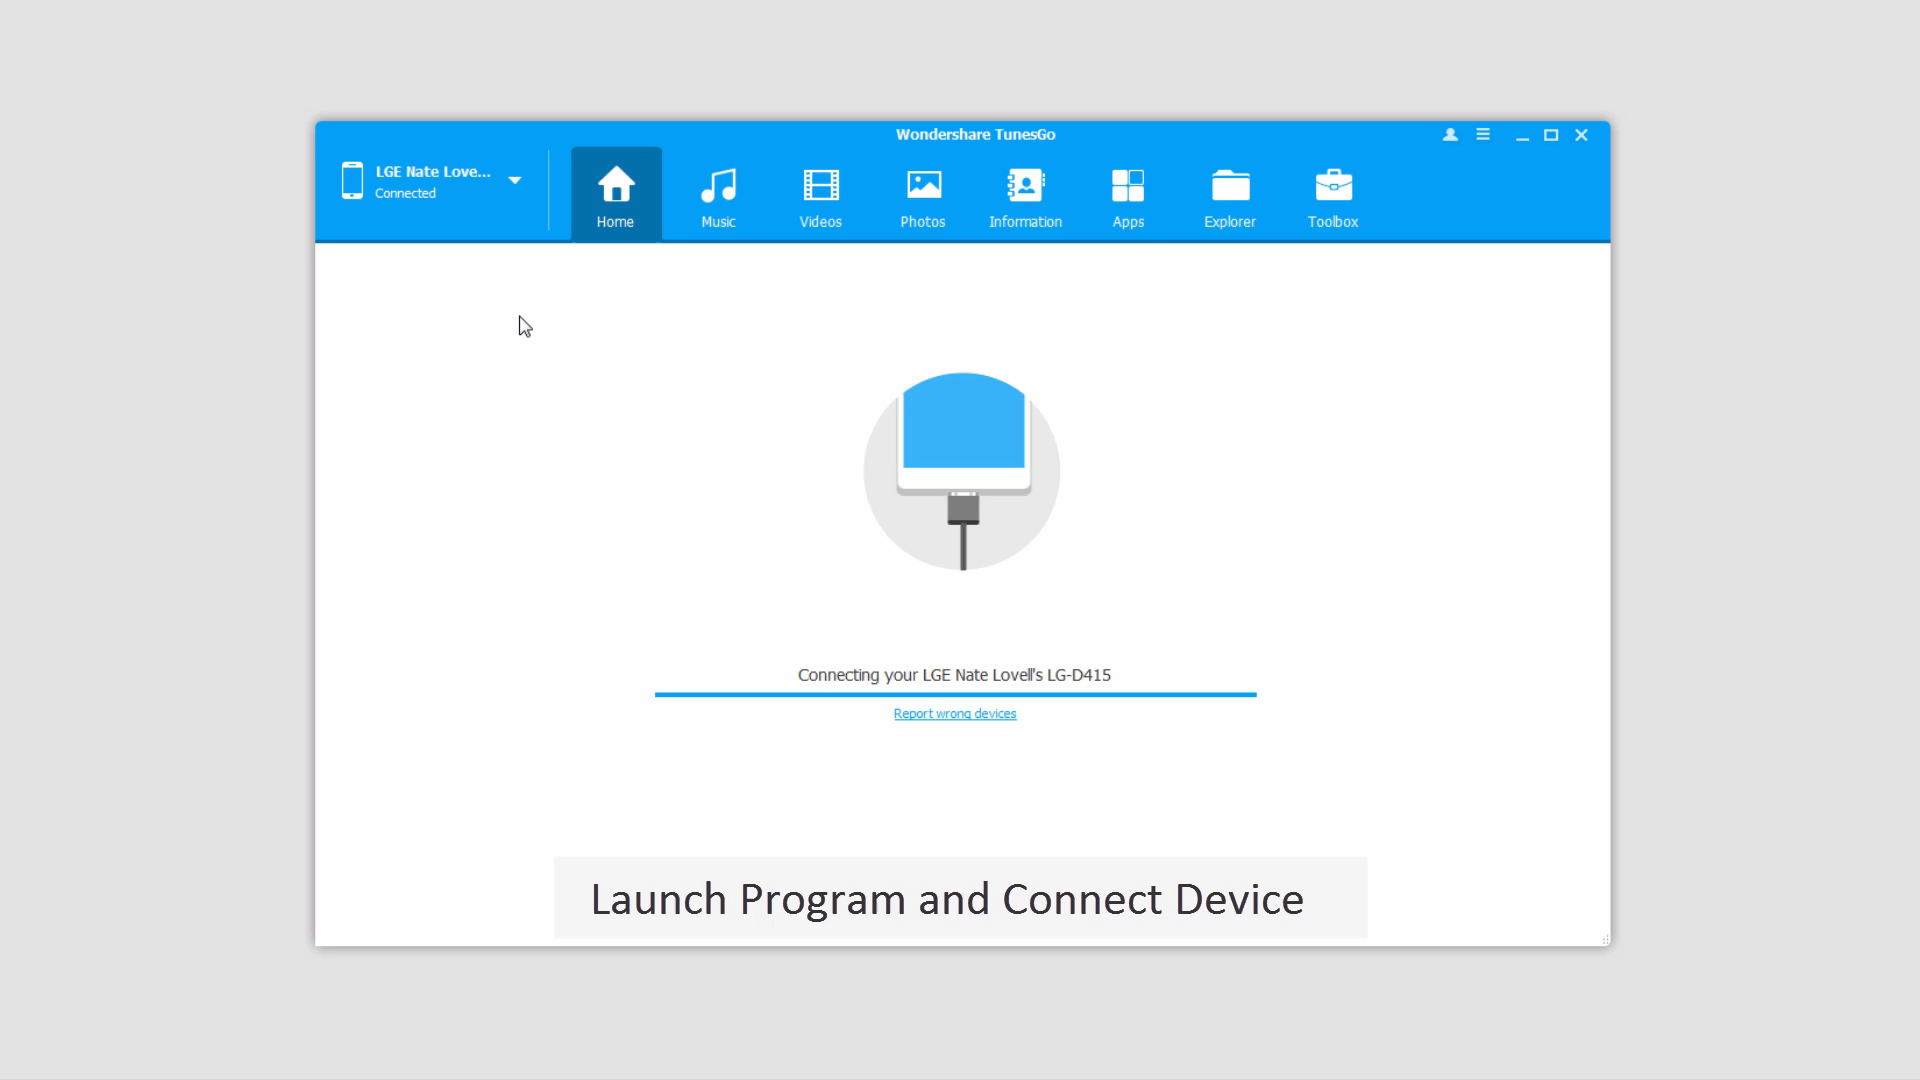 Wondershare TunesGo
LGE Nate Love...
Connected
Home
Music
Videos
Photos
Information
Apps
Explorer
Toolbox
Connecting your LGE Nate Lovell's LG-D415
Report wrong devices
Launch Program and Connect Device